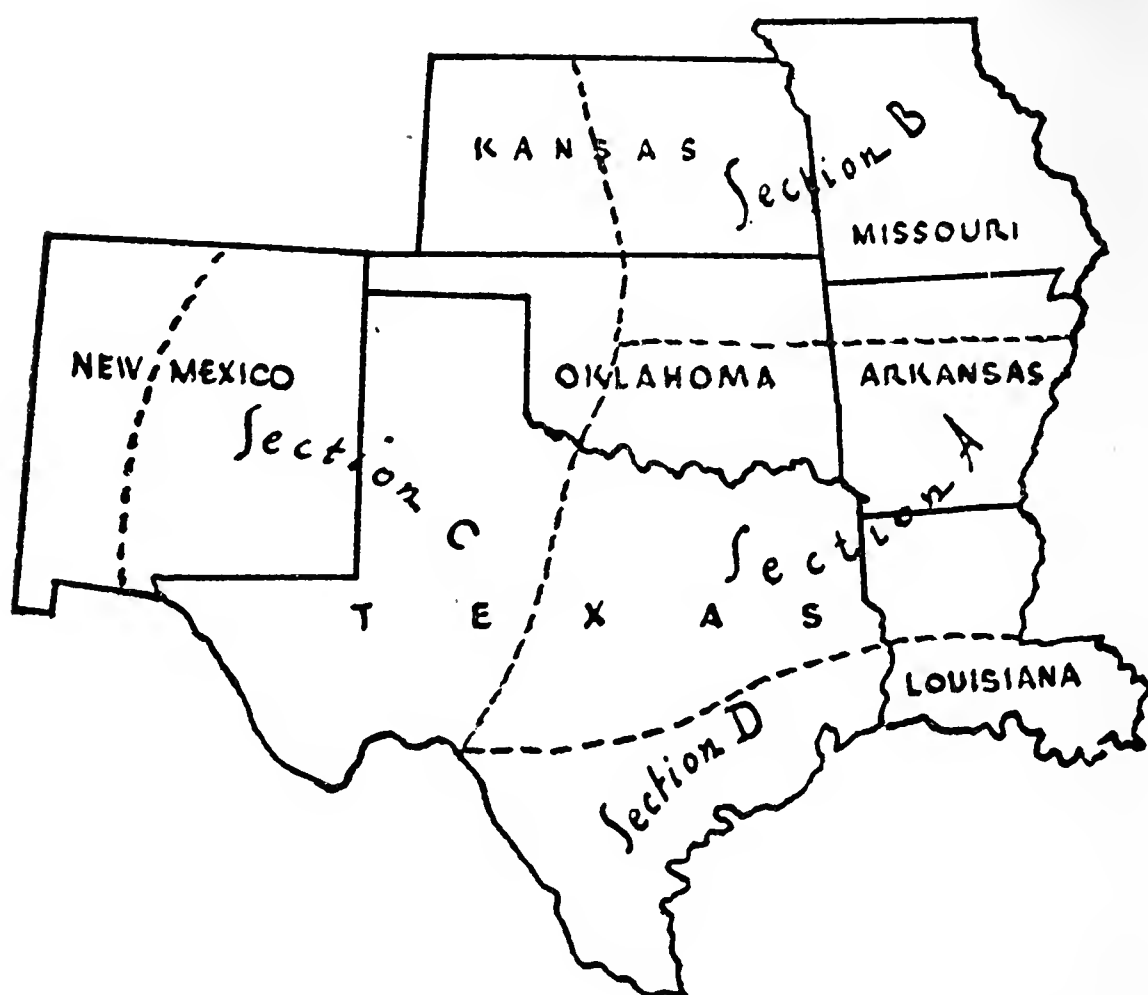 KANSAS
Section B
MISSOURI
NEW MEXICO
OKLAHOMA
ARKANSAS
Section C
Section A
TEXAS
LOUISIANA
Section D